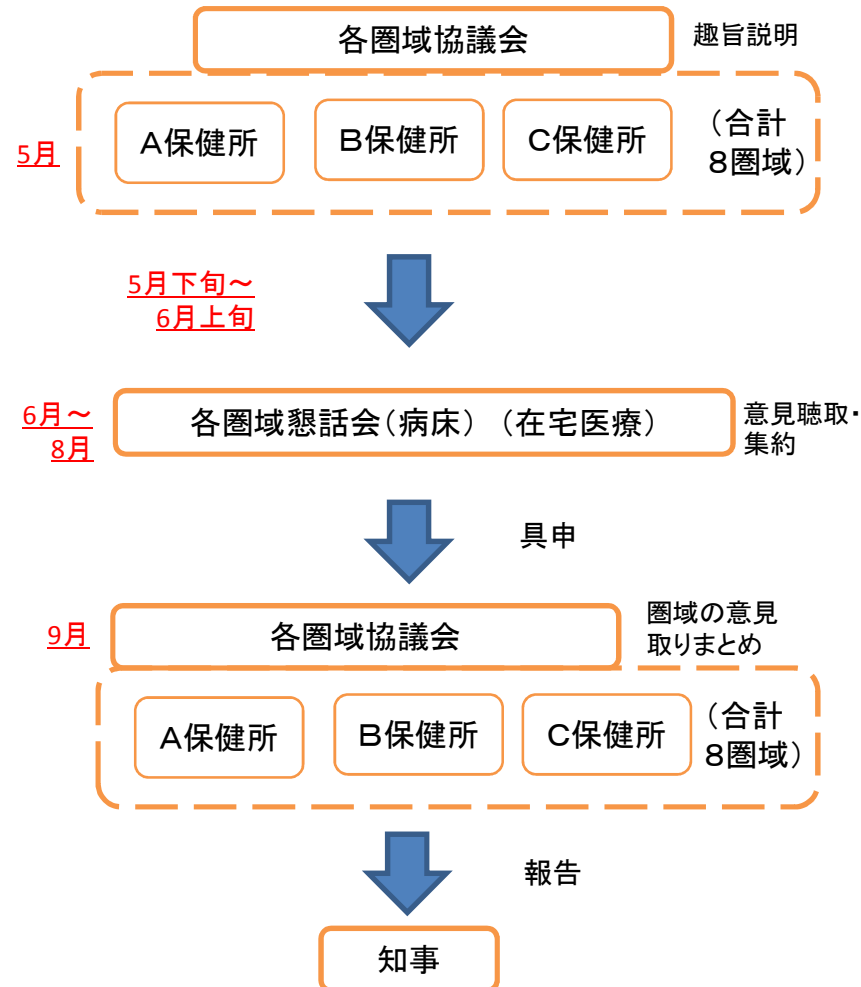 各圏域協議会
趣旨説明
5月
A保健所
B保健所
C保健所
（合計
8圏域）
5月下旬～
6月上旬
6月～
8月
各圏域懇話会（病床）（在宅医療）
意見聴取・
集約
具申
9月
各圏域協議会
圏域の意見
取りまとめ
A保健所
B保健所
C保健所
（合計
8圏域）
報告
知事